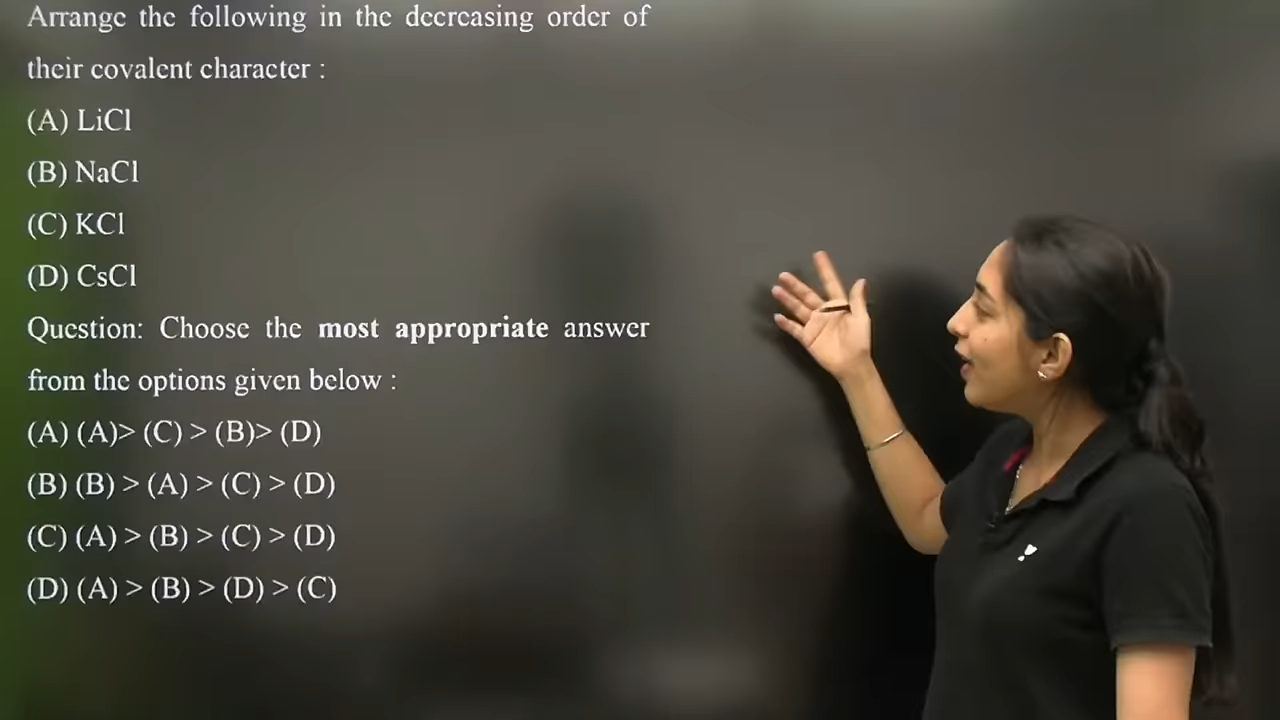 Arrange the following in the decreasing order of
their covalent character :
(A) LiCl
(B) NaCl
(C) KCl
(D) CsCl
Question: Choose the most appropriate answer
from the options given below :
(A) (A)> (C) > (B)> (D)
(B) (B) > (A) > (C) > (D)
(C) (A) > (B) > (C) > (D)
(D) (A) > (B) > (D) > (C)